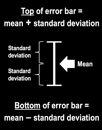 Top of error bar =
mean + standard deviation
Standard
deviation
Mean
Standard
deviation
Bottom of error bar =
mean − standard deviation